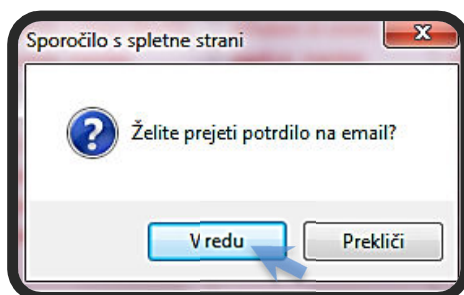 Sporočilo s spletne strani
Želite prejeti potrdilo na email?
V redu
Prekliči